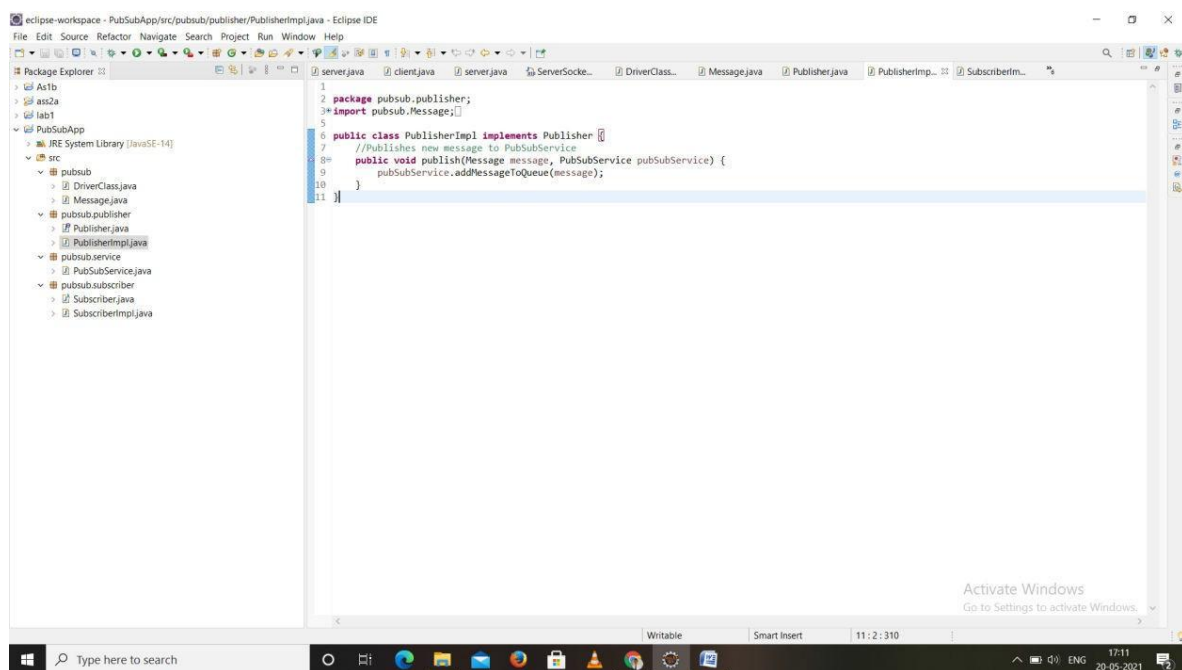 eclipse-workspace - PubSubApp/src/pubsub/publisher/PublisherImpl.java - Eclipse IDE
File Edit Source Refactor Navigate Search Project Run Window Help
Package Explorer
server.java client.java server.java ServerSocke... DriverClass... Message.java Publisher.java PublisherImp... SubscriberIm...
As1b
ass2a
lab1
PubSubApp
JRE System Library [JavaSE-14]
src
pubsub
DriverClass.java
Message.java
pubsub.publisher
Publisher.java
PublisherImpl.java
pubsub.service
PubSubService.java
pubsub.subscriber
Subscriber.java
SubscriberImpl.java
1
2 package pubsub.publisher;
3 import pubsub.Message;
5
6 public class PublisherImpl implements Publisher {
7 //Publishes new message to PubSubService
8 public void publish(Message message, PubSubService pubSubService) {
9 pubSubService.addMessageToQueue(message);
10 }
11 }
Activate Windows
Go to Settings to activate Windows.
Writable Smart Insert 11 : 2 : 310
Type here to search
ENG 17:11
20-05-2021
2